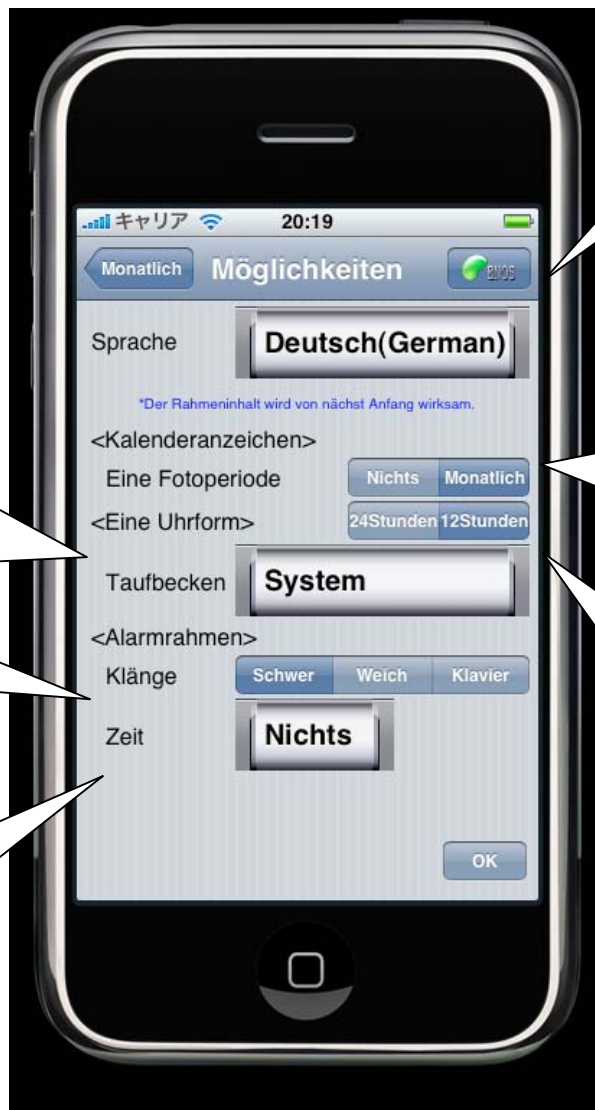 キャリア 20:19
Monatlich Möglichkeiten BNOS
Sprache Deutsch(German)
*Der Rahmeninhalt wird von nächst Anfang wirksam.
<Kalenderanzeichen>
Eine Fotoperiode Nichts Monatlich
<Eine Uhrform> 24Stunden 12Stunden
Taufbecken System
<Alarmrahmen>
Klänge Schwer Weich Klavier
Zeit Nichts
OK